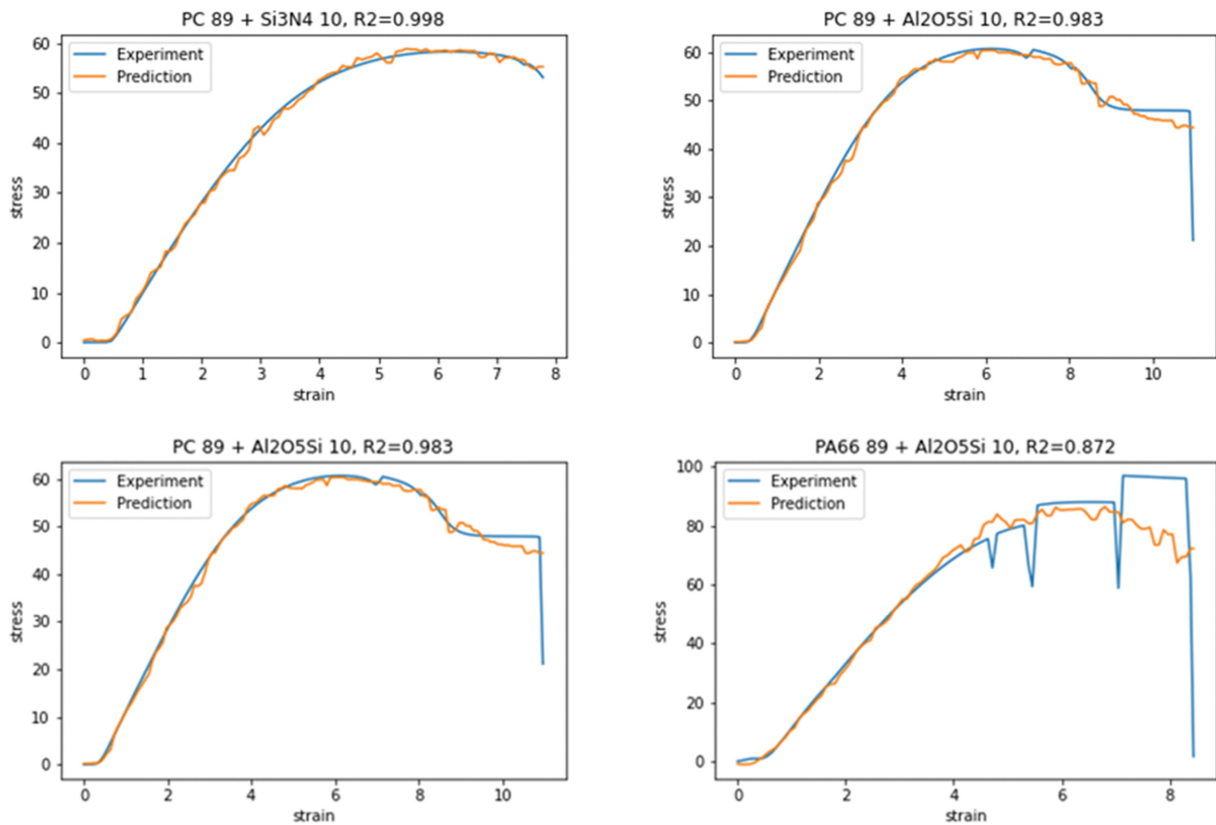 PC 89 + Si3N4 10, R2=0.998
Experiment
Prediction
60
50
40
30
20
10
0
stress
0 1 2 3 4 5 6 7 8
strain
PC 89 + Al2O5Si 10, R2=0.983
Experiment
Prediction
60
50
40
30
20
10
0
stress
0 2 4 6 8 10
strain
PC 89 + Al2O5Si 10, R2=0.983
Experiment
Prediction
60
50
40
30
20
10
0
stress
0 2 4 6 8 10
strain
PA66 89 + Al2O5Si 10, R2=0.872
Experiment
Prediction
100
80
60
40
20
0
stress
0 2 4 6 8
strain